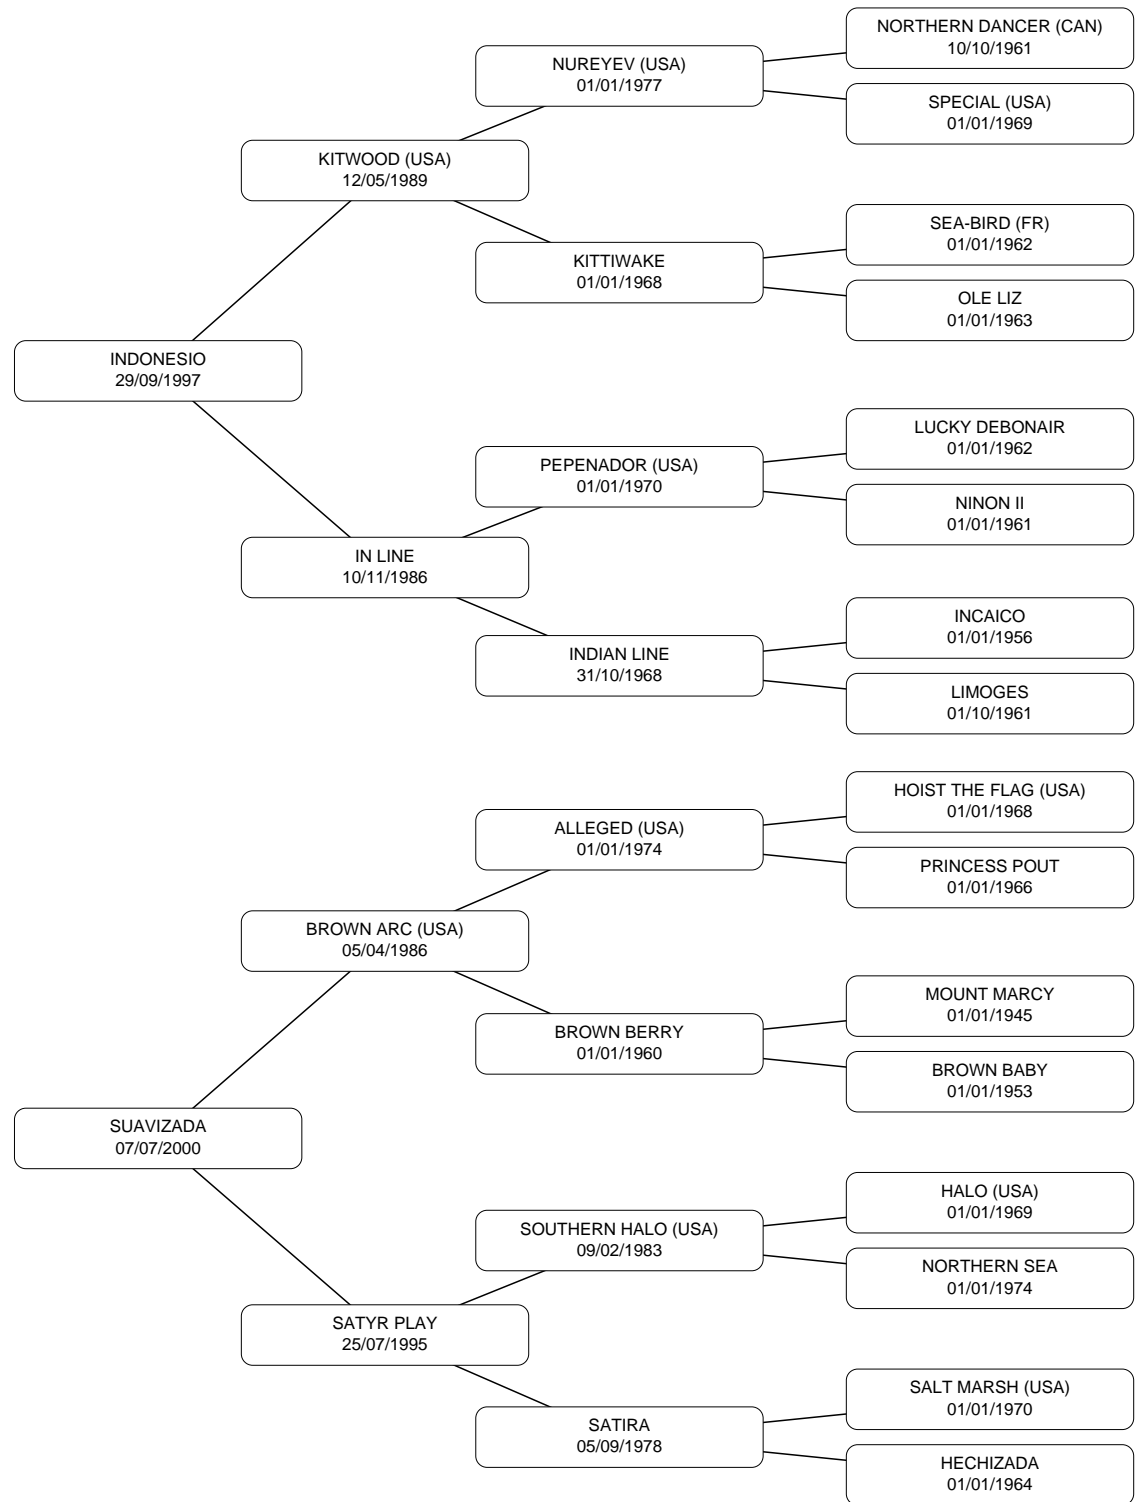 NORTHERN DANCER (CAN)
10/10/1961
NUREYEV (USA)
01/01/1977
SPECIAL (USA)
01/01/1969
KITWOOD (USA)
12/05/1989
SEA-BIRD (FR)
01/01/1962
KITTIWAKE
01/01/1968
OLE LIZ
01/01/1963
INDONESIO
29/09/1997
LUCKY DEBONAIR
01/01/1962
PEPENADOR (USA)
01/01/1970
NINON II
01/01/1961
IN LINE
10/11/1986
INCAICO
01/01/1956
INDIAN LINE
31/10/1968
LIMOGES
01/10/1961
HOIST THE FLAG (USA)
01/01/1968
ALLEGED (USA)
01/01/1974
PRINCESS POUT
01/01/1966
BROWN ARC (USA)
05/04/1986
MOUNT MARCY
01/01/1945
BROWN BERRY
01/01/1960
BROWN BABY
01/01/1953
SUAVIZADA
07/07/2000
HALO (USA)
01/01/1969
SOUTHERN HALO (USA)
09/02/1983
NORTHERN SEA
01/01/1974
SATYR PLAY
25/07/1995
SALT MARSH (USA)
01/01/1970
SATIRA
05/09/1978
HECHIZADA
01/01/1964